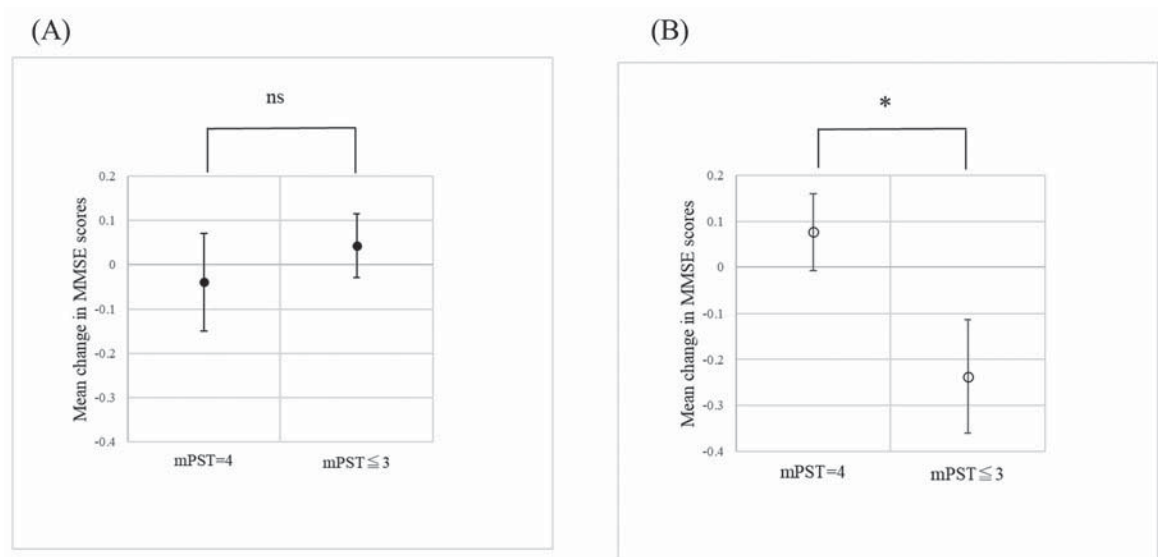 (A)
ns
Mean change in MMSE scores
0.2
0.1
0
-0.1
-0.2
-0.3
-0.4
mPST=4
mPST≦3
(B)
*
Mean change in MMSE scores
0.2
0.1
0
-0.1
-0.2
-0.3
-0.4
mPST=4
mPST≦3